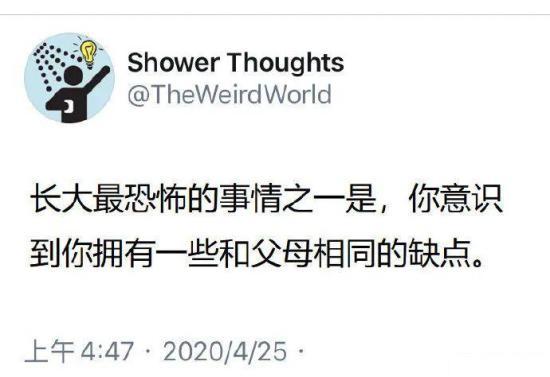 Shower Thoughts
@TheWeirdWorld
长大最恐怖的事情之一是，你意识
到你拥有一些和父母相同的缺点。
上午 4:47 · 2020/4/25 ·